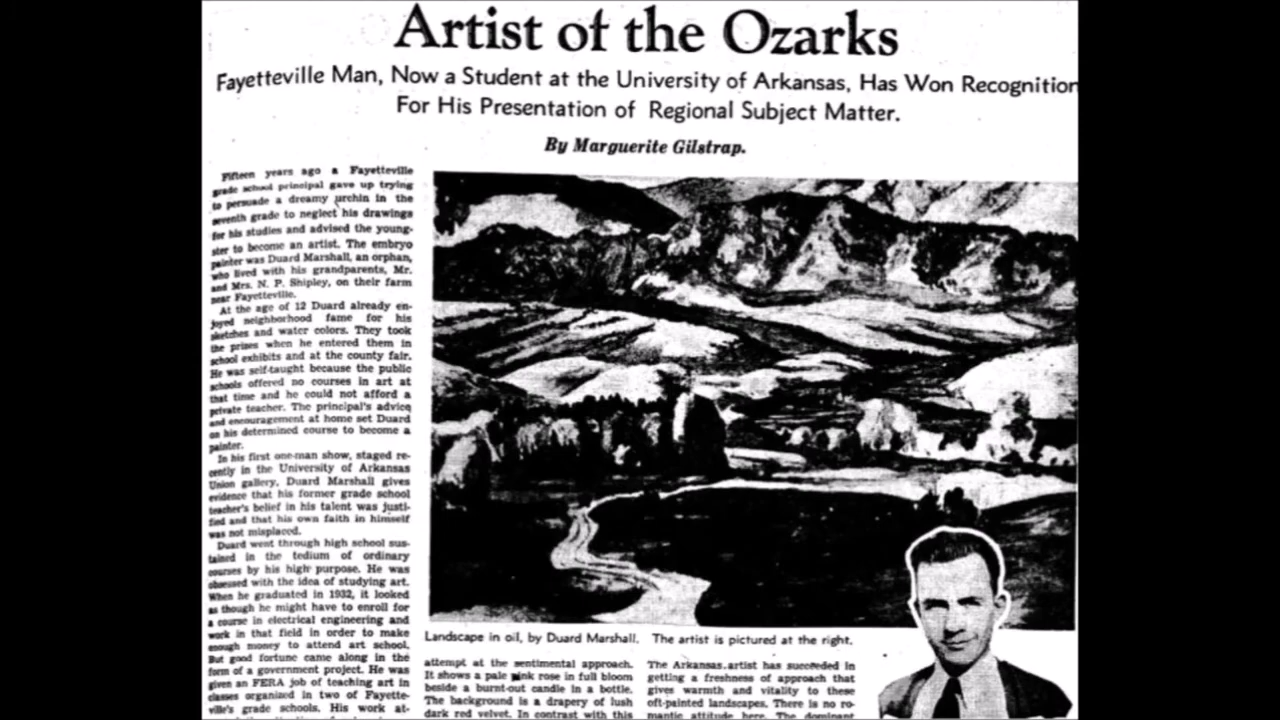 Artist of the Ozarks
Fayetteville Man, Now a Student at the University of Arkansas, Has Won Recognition
For His Presentation of Regional Subject Matter.
By Marguerite Gilstrap.
Fifteen years ago a Fayetteville
grade school principal gave up trying
to persuade a dreamy urchin in the
seventh grade to neglect his drawings
for his studies and advised the young-
ster to become an artist. The embryo
painter was Duard Marshall, an orphan,
who lived with his grandparents, Mr.
and Mrs. N. P. Shipley, on their farm
near Fayetteville.
At the age of 12 Duard already en-
joyed neighborhood fame for his
sketches and water colors. They took
the prizes when he entered them in
school exhibits and at the county fair.
He was self-taught because the public
schools offered no courses in art at
that time and he could not afford a
private teacher. The principal's advice
and encouragement at home set Duard
on his determined course to become a
painter.
In his first one-man show, staged re-
cently in the University of Arkansas
Union gallery, Duard Marshall gives
evidence that his former grade school
teacher's belief in his talent was justi-
fied and that his own faith in himself
was not misplaced.
Duard went through high school sus-
tained in the tedium of ordinary
courses by his high purpose. He was
obsessed with the idea of studying art.
When he graduated in 1932, it looked
as though he might have to enroll for
a course in electrical engineering and
work in that field in order to make
enough money to attend art school.
But good fortune came along in the
form of a government project. He was
given an FERA job of teaching art in
classes organized in two of Fayette-
ville's grade schools. His work at-
Landscape in oil, by Duard Marshall. The artist is pictured at the right.
attempt at the sentimental approach.
It shows a pale pink rose in full bloom
beside a burnt-out candle in a bottle.
The background is a drapery of lush
dark red velvet. In contrast with this
The Arkansas artist has succeeded in
getting a freshness of approach that
gives warmth and vitality to these
oft-painted landscapes. There is no ro-
mantic attitude here. The dominant